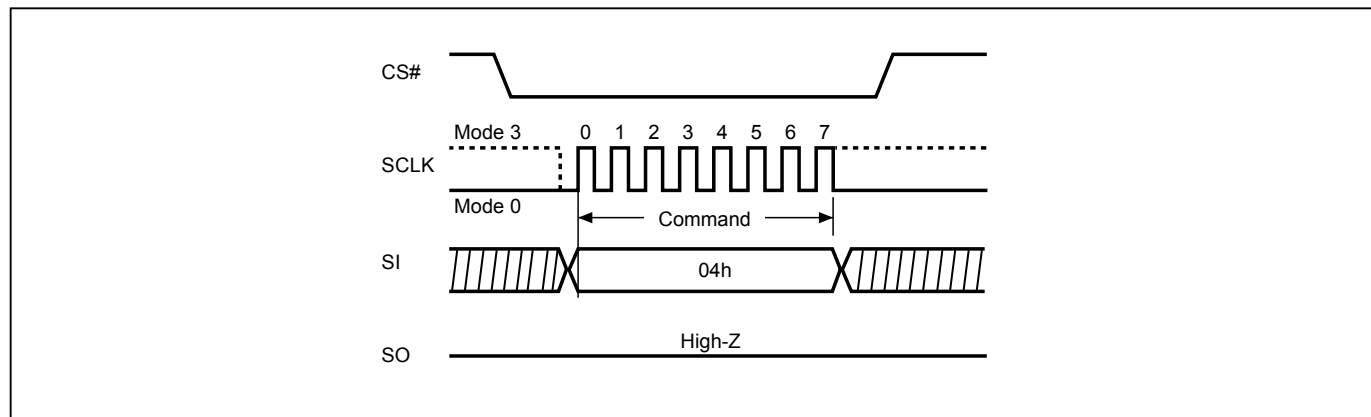 CS#
Mode 3 0 1 2 3 4 5 6 7
SCLK
Mode 0
Command
SI
04h
High-Z
SO